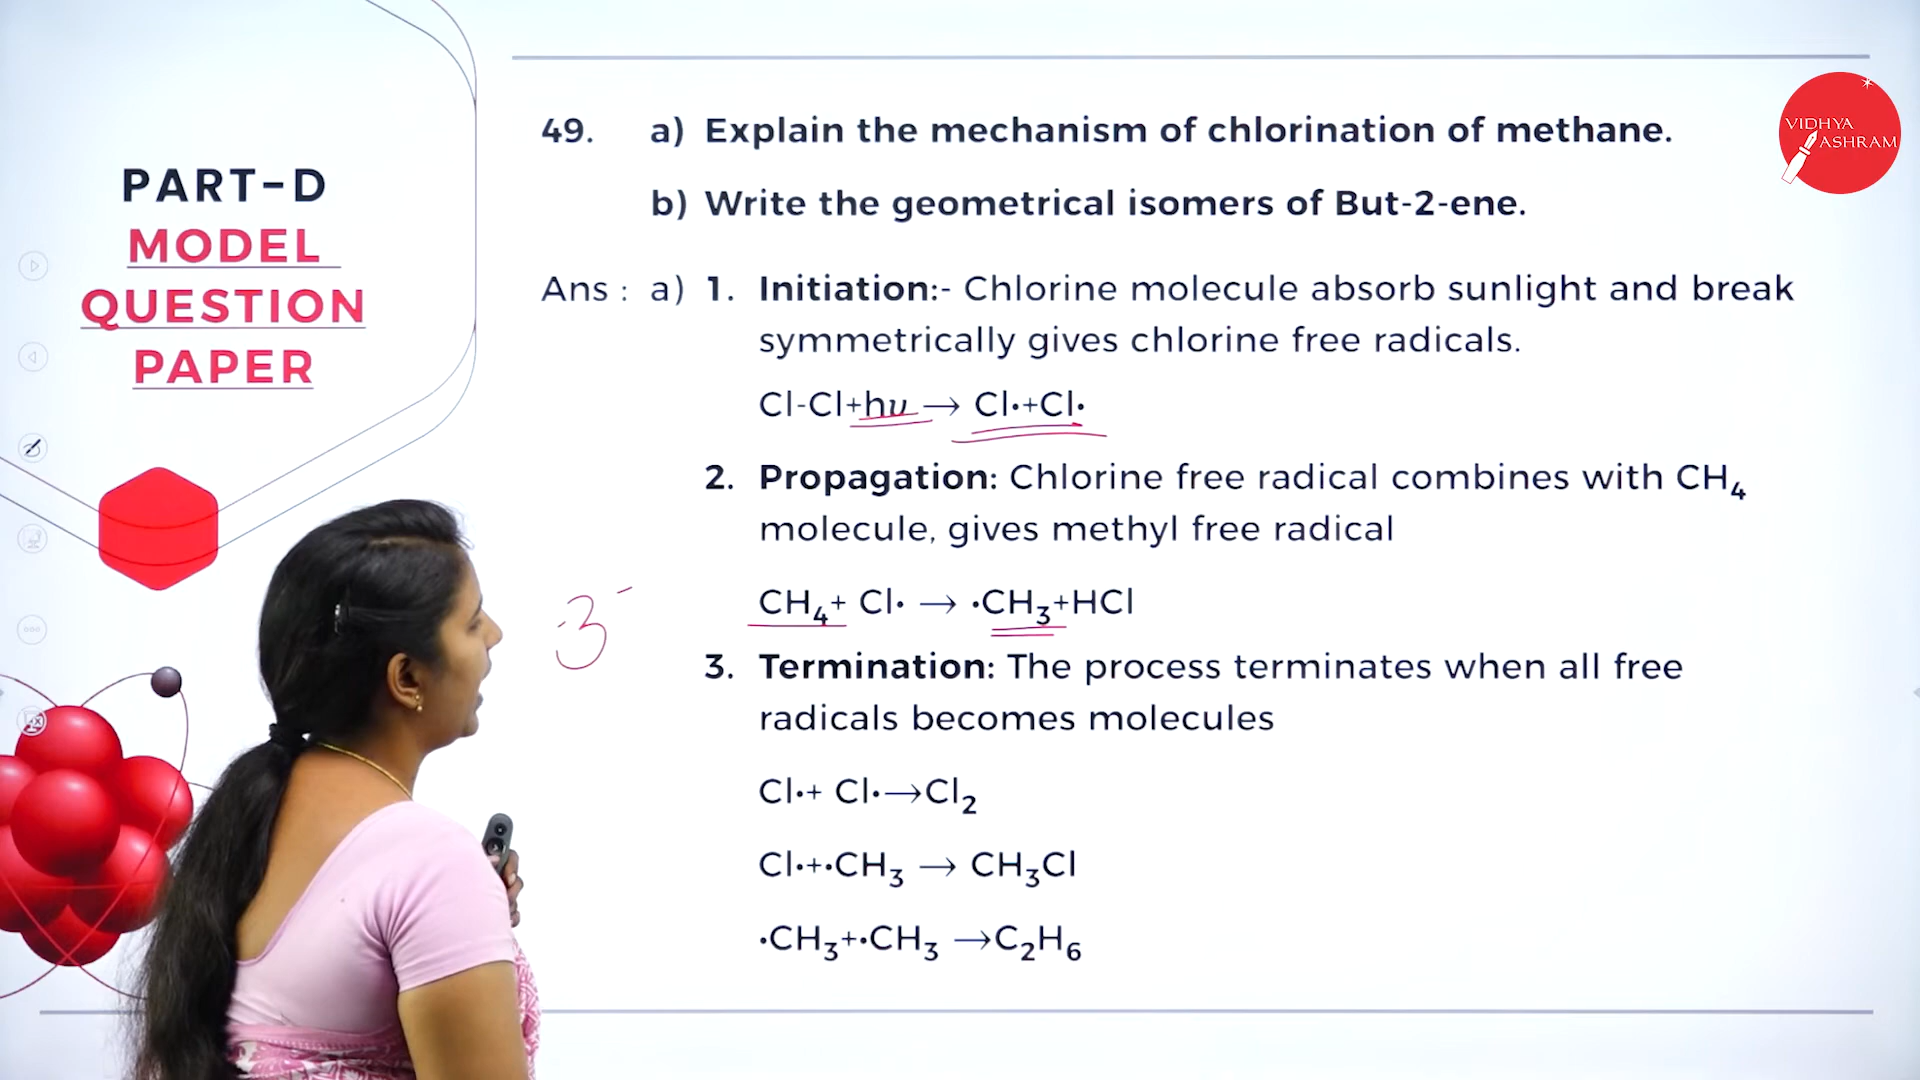 PART-D
MODEL
QUESTION
PAPER
VIDHYA
ASHRAM
49. a) Explain the mechanism of chlorination of methane.
b) Write the geometrical isomers of But-2-ene.
Ans : a) 1. Initiation:- Chlorine molecule absorb sunlight and break
symmetrically gives chlorine free radicals.
Cl-Cl+hυ → Cl•+Cl•
2. Propagation: Chlorine free radical combines with CH₄
molecule, gives methyl free radical
CH₄+ Cl• → •CH₃+HCl
3
3. Termination: The process terminates when all free
radicals becomes molecules
Cl•+ Cl•→Cl₂
Cl•+•CH₃ → CH₃Cl
•CH₃+•CH₃ →C₂H₆